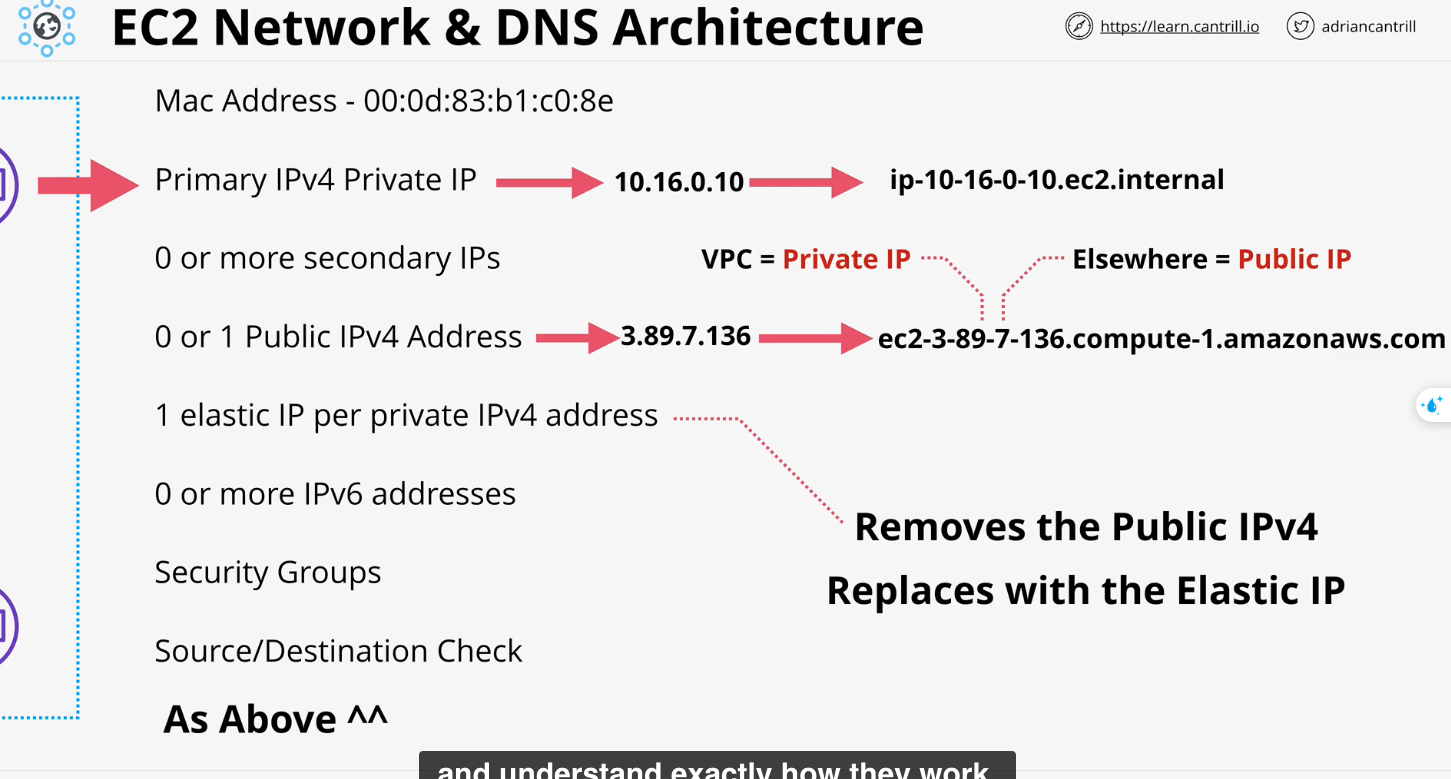 EC2 Network & DNS Architecture
https://learn.cantrill.io
adriancantrill
Mac Address - 00:0d:83:b1:c0:8e
Primary IPv4 Private IP
10.16.0.10
ip-10-16-0-10.ec2.internal
0 or more secondary IPs
VPC = Private IP
Elsewhere = Public IP
0 or 1 Public IPv4 Address
3.89.7.136
ec2-3-89-7-136.compute-1.amazonaws.com
1 elastic IP per private IPv4 address
0 or more IPv6 addresses
Removes the Public IPv4
Replaces with the Elastic IP
Security Groups
Source/Destination Check
As Above ^^
and understand exactly how they work